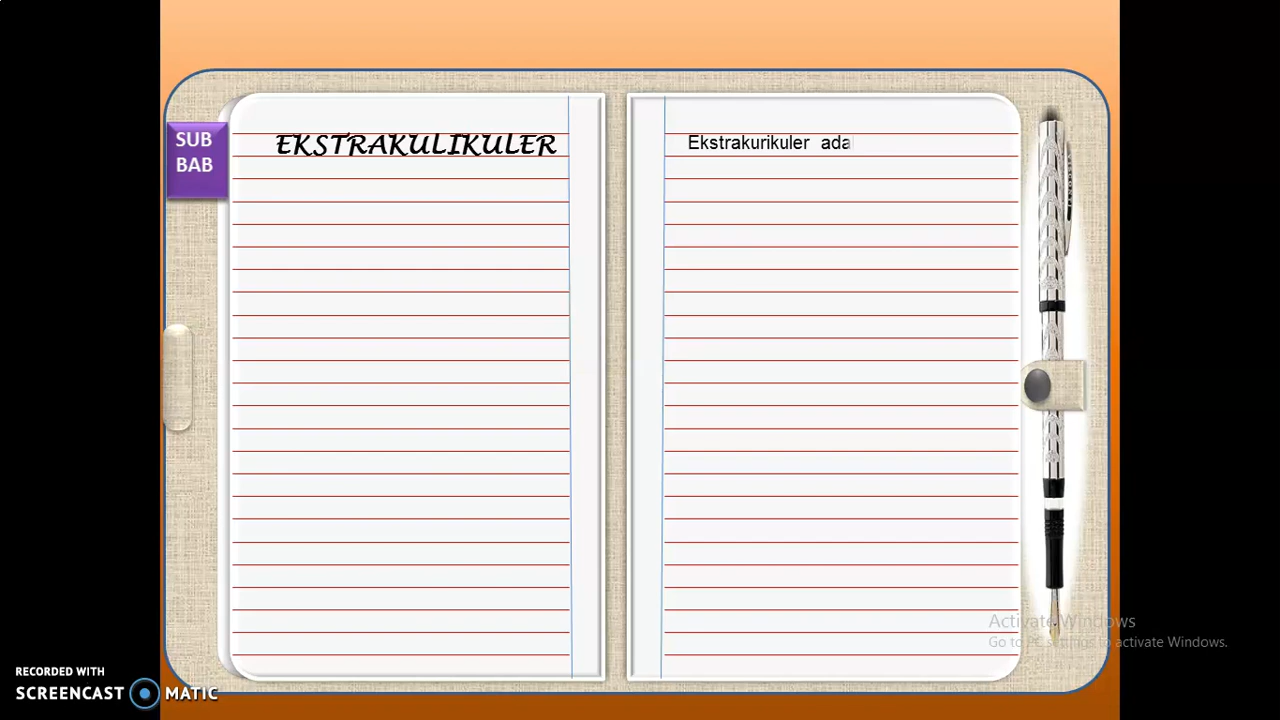 SUB
BAB
EKSTRAKULIKULER
Ekstrakurikuler ada
Activate Windows
Go to PC settings to activate Windows.
RECORDED WITH
SCREENCAST MATIC